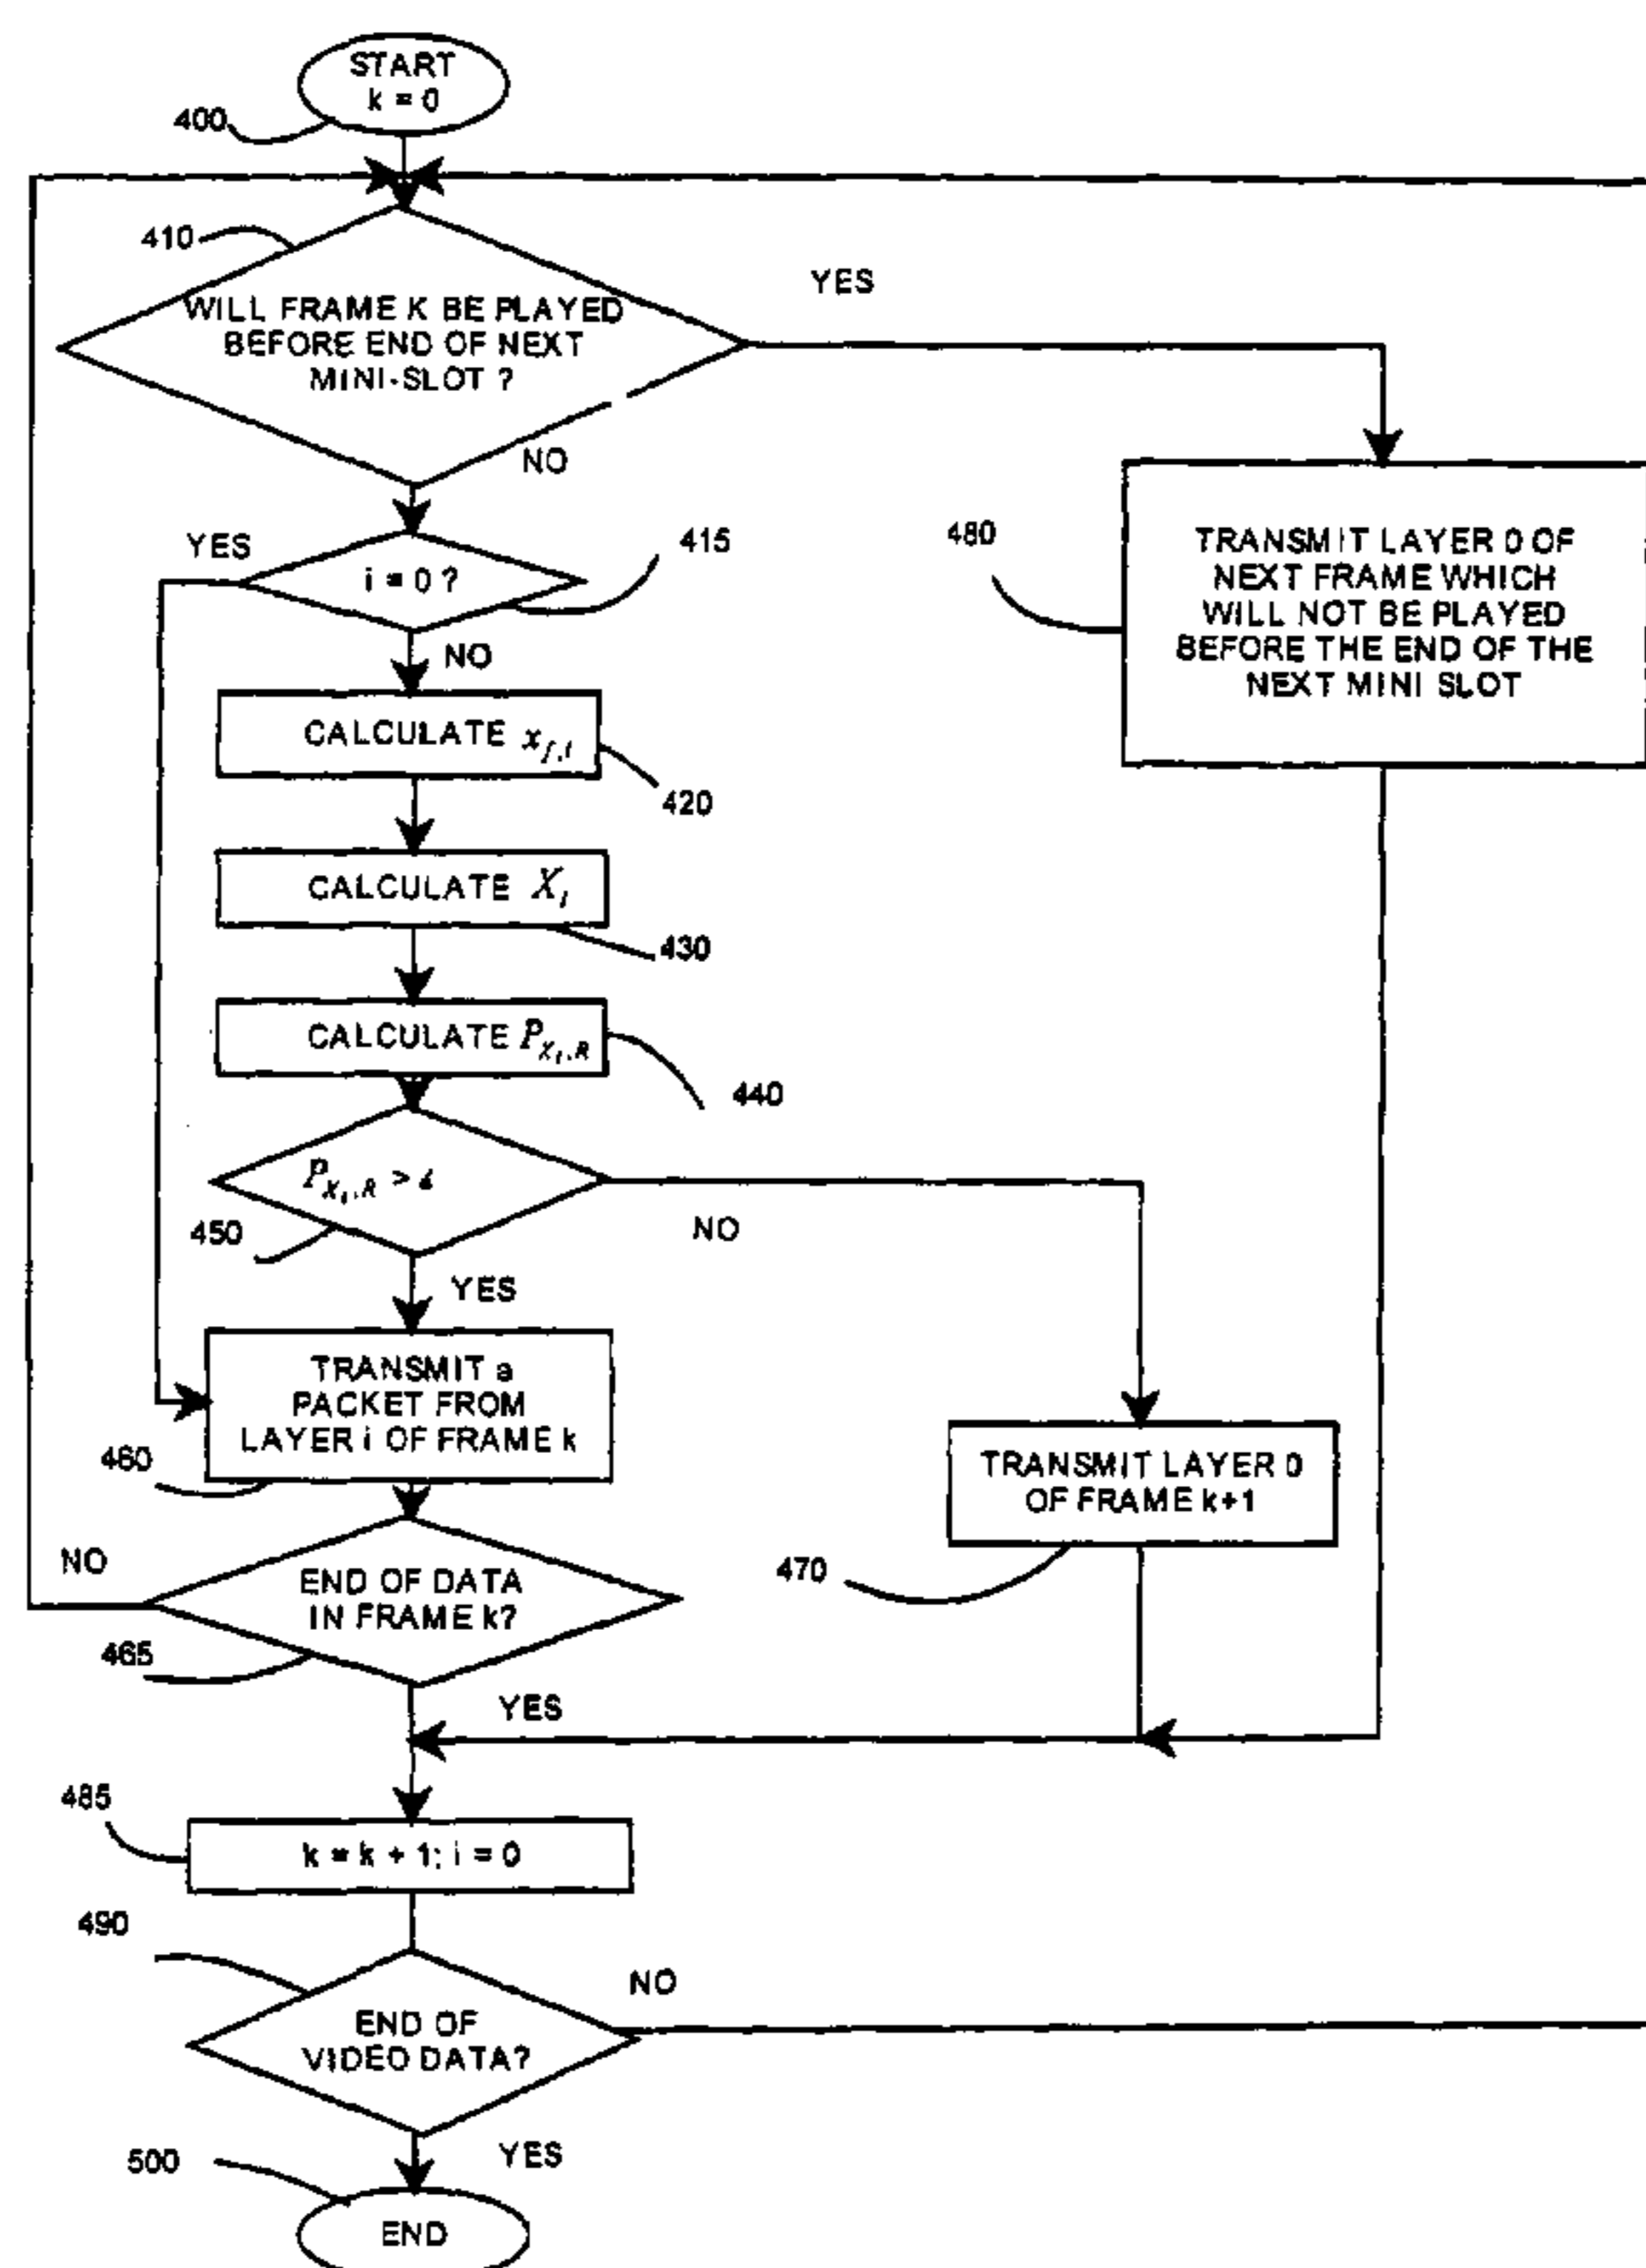 START
k = 0
400
410
WILL FRAME K BE PLAYED
BEFORE END OF NEXT
MINI-SLOT ?
YES
NO
YES
i = 0 ?
415
NO
480
TRANSMIT LAYER 0 OF
NEXT FRAME WHICH
WILL NOT BE PLAYED
BEFORE THE END OF THE
NEXT MINI SLOT
CALCULATE
420
CALCULATE X
430
CALCULATE P
440
P >
450
NO
YES
TRANSMIT a
PACKET FROM
LAYER i OF FRAME k
460
TRANSMIT LAYER 0
OF FRAME k+1
470
NO
END OF DATA
IN FRAME k?
465
YES
485
k = k + 1; i = 0
490
NO
END OF
VIDEO DATA?
YES
500
END